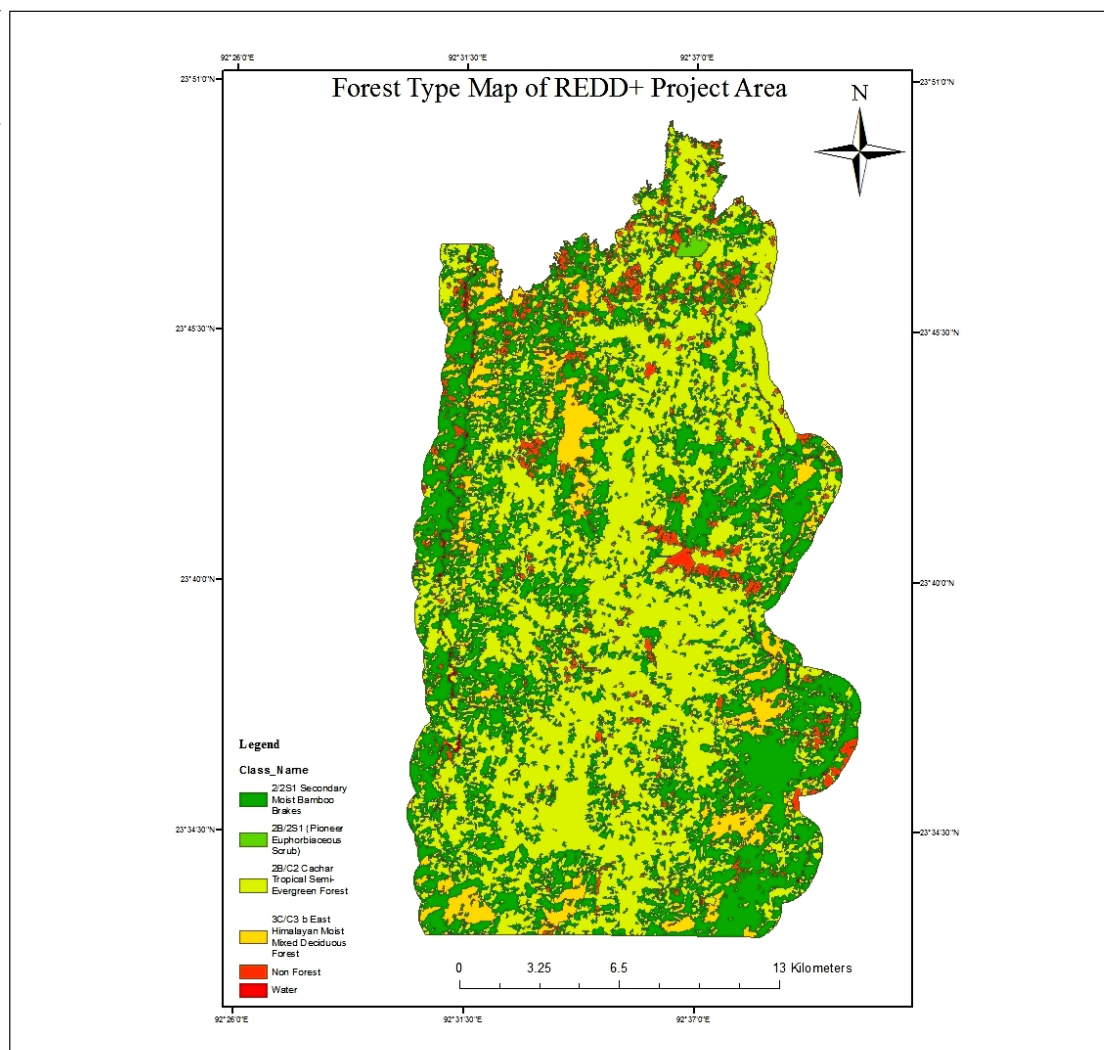 92°26'0"E 92°31'30"E 92°37'0"E
23°51'0"N 23°51'0"N
Forest Type Map of REDD+ Project Area
N
23°45'30"N 23°45'30"N
23°40'0"N 23°40'0"N
23°34'30"N 23°34'30"N
Legend
Class_Name
2/2S1 Secondary
Moist Bamboo
Brakes
2B/2S1 (Pioneer
Euphorbiaceous
Scrub)
2B/C2 Cachar
Tropical Semi-
Evergreen Forest
3C/C3 b East
Himalayan Moist
Mixed Deciduous
Forest
Non Forest
Water
0 3.25 6.5 13 Kilometers
92°26'0"E 92°31'30"E 92°37'0"E